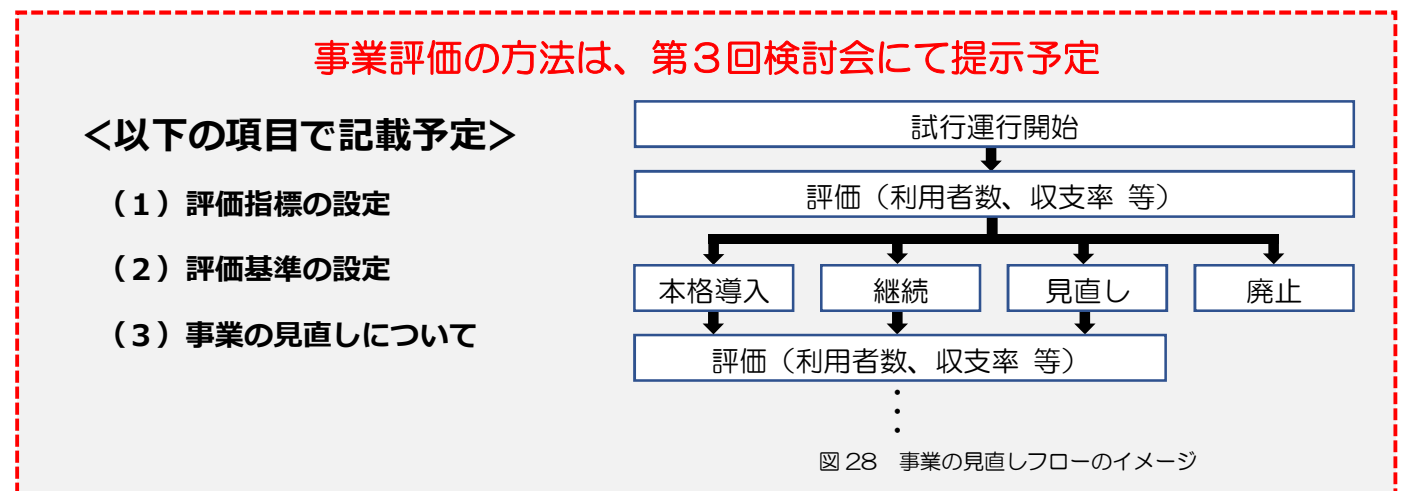 事業評価の方法は、第３回検討会にて提示予定
＜以下の項目で記載予定＞
（１）評価指標の設定
（２）評価基準の設定
（３）事業の見直しについて
試行運行開始
評価（利用者数、収支率 等）
本格導入
継続
見直し
廃止
評価（利用者数、収支率 等）
・
・
・
図 28　事業の見直しフローのイメージ